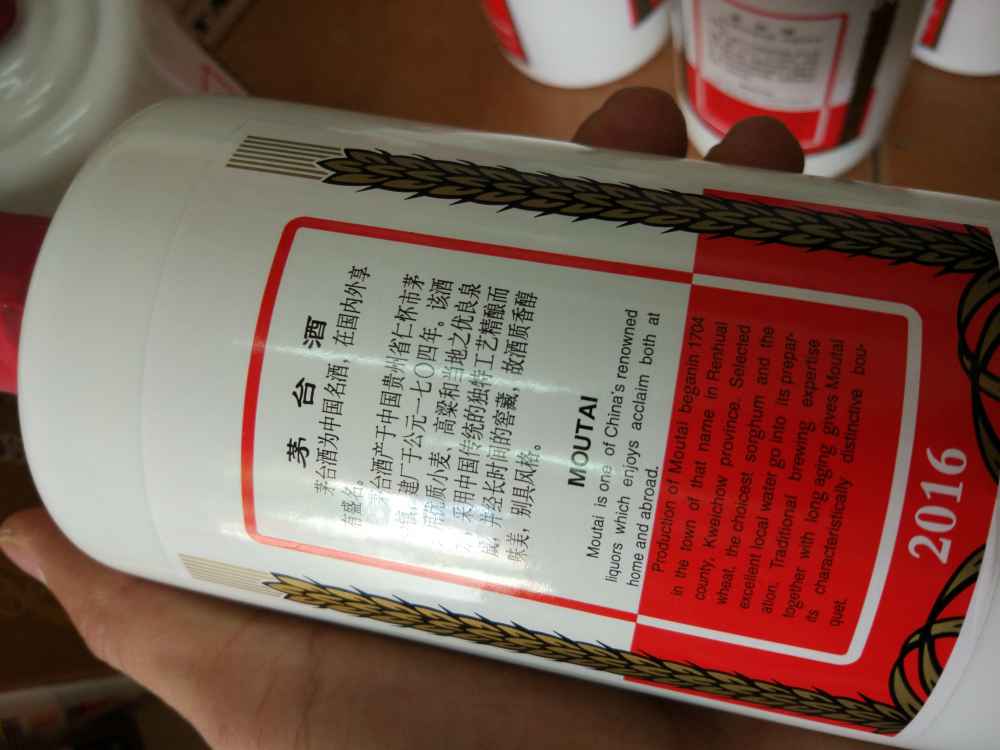 茅台酒
茅台酒为中国名酒，在国内外享
有盛名。
茅台酒产于中国贵州省仁怀市茅
镇，建厂于公元一七〇四年。该酒
用优质小麦、高粱和当地之优良泉
，采用中国传统的独特工艺精酿而
成，并经长时间的窖藏，故酒质香醇
味美，别具风格。
MOUTAI
Moutai is one of China's renowned
liquors which enjoys acclaim both at
home and abroad.
Production of Moutai beganin 1704
in the town of that name in Renhuai
county, Kweichow province. Selected
wheat, the choicest sorghum and the
excellent local water go into its prepar-
ation. Traditional brewing expertise
together with long aging gives Moutai
its characteristically distinctive bou-
quet.
2016